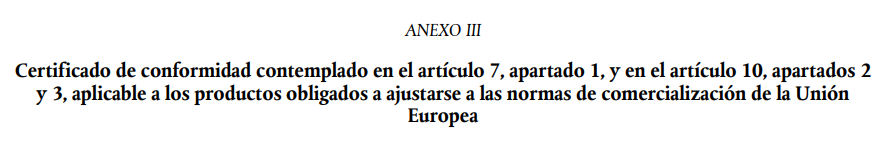 ANEXO III
Certificado de conformidad contemplado en el artículo 7, apartado 1, y en el artículo 10, apartados 2
y 3, aplicable a los productos obligados a ajustarse a las normas de comercialización de la Unión
Europea